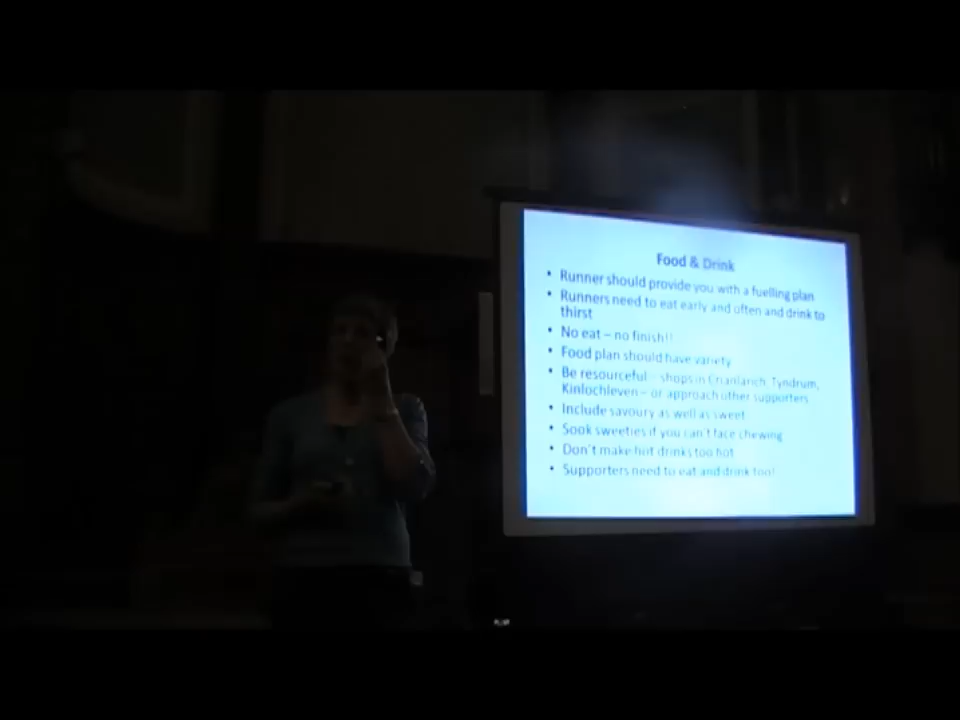 Food & Drink
• Runner should provide you with a fuelling plan
• Runners need to eat early and often and drink to
thirst
• No eat – no finish!!
• Food plan should have variety
• Be resourceful – shops in Crianlarich, Tyndrum,
Kinlochleven – or approach other supporters
• Include savoury as well as sweet
• Sook sweeties if you can't face chewing
• Don't make hot drinks too hot
• Supporters need to eat and drink too!